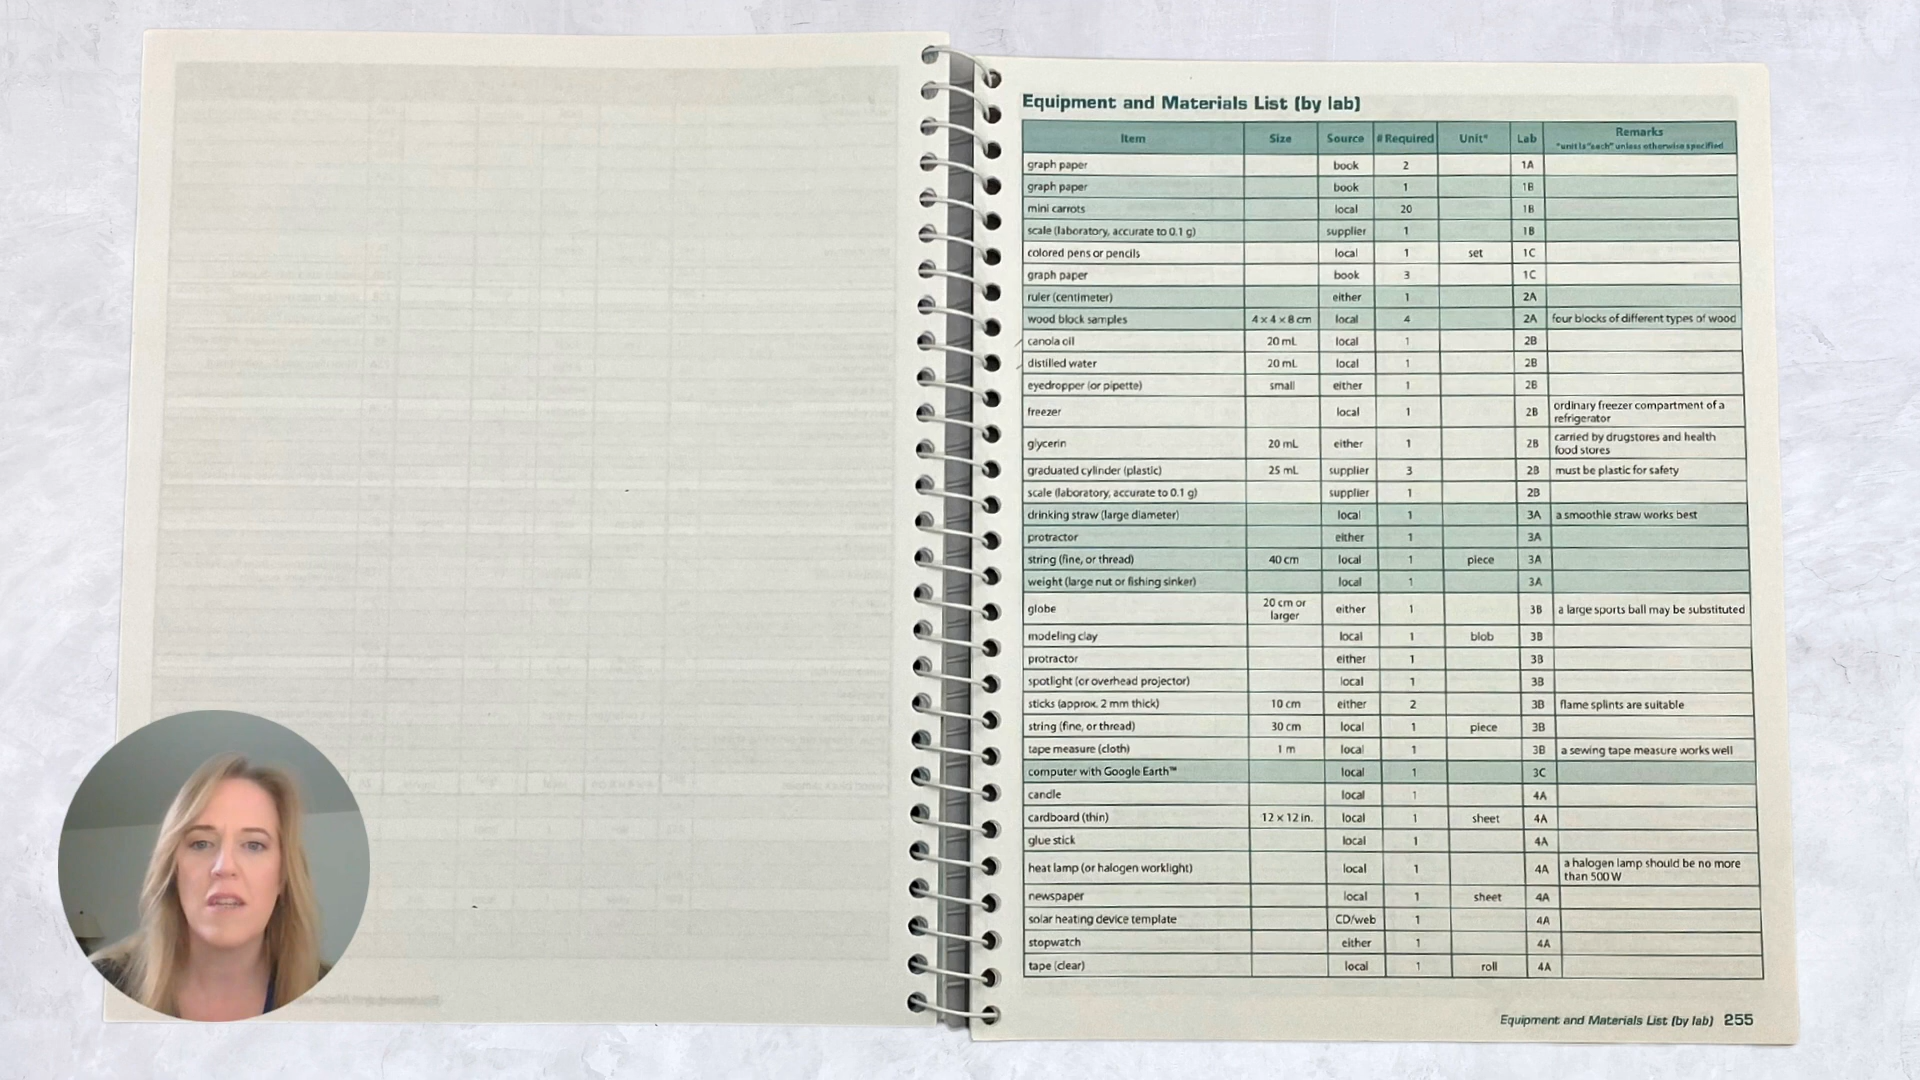 Equipment and Materials List (by lab)
Item Size Source # Required Unit* Lab Remarks
*unit is "each" unless otherwise specified
graph paper book 2 1A
graph paper book 1 1B
mini carrots local 20 1B
scale (laboratory, accurate to 0.1 g) supplier 1 1B
colored pens or pencils local 1 set 1C
graph paper book 3 1C
ruler (centimeter) either 1 2A
wood block samples 4 x 4 x 8 cm local 4 2A four blocks of different types of wood
canola oil 20 mL local 1 2B
distilled water 20 mL local 1 2B
eyedropper (or pipette) small either 1 2B
freezer local 1 2B ordinary freezer compartment of a
refrigerator
glycerin 20 mL either 1 2B carried by drugstores and health
food stores
graduated cylinder (plastic) 25 mL supplier 3 2B must be plastic for safety
scale (laboratory, accurate to 0.1 g) supplier 1 2B
drinking straw (large diameter) local 1 3A a smoothie straw works best
protractor either 1 3A
string (fine, or thread) 40 cm local 1 piece 3A
weight (large nut or fishing sinker) local 1 3A
globe 20 cm or
larger either 1 3B a large sports ball may be substituted
modeling clay local 1 blob 3B
protractor either 1 3B
spotlight (or overhead projector) local 1 3B
sticks (approx. 2 mm thick) 10 cm either 2 3B flame splints are suitable
string (fine, or thread) 30 cm local 1 piece 3B
tape measure (cloth) 1 m local 1 3B a sewing tape measure works well
computer with Google Earth™ local 1 3C
candle local 1 4A
cardboard (thin) 12 x 12 in. local 1 sheet 4A
glue stick local 1 4A
heat lamp (or halogen worklight) local 1 4A a halogen lamp should be no more
than 500 W
newspaper local 1 sheet 4A
solar heating device template CD/web 1 4A
stopwatch either 1 4A
tape (clear) local 1 roll 4A
Equipment and Materials List (by lab) 255